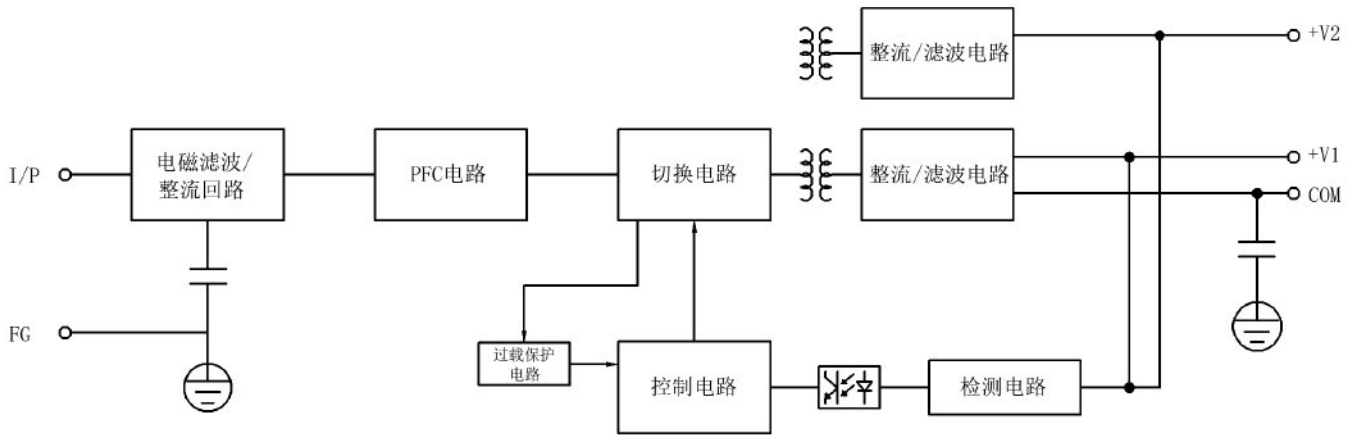 整流/滤波电路
+V2
I/P
电磁滤波/
整流回路
PFC电路
切换电路
整流/滤波电路
+V1
COM
FG
过载保护
电路
控制电路
检测电路